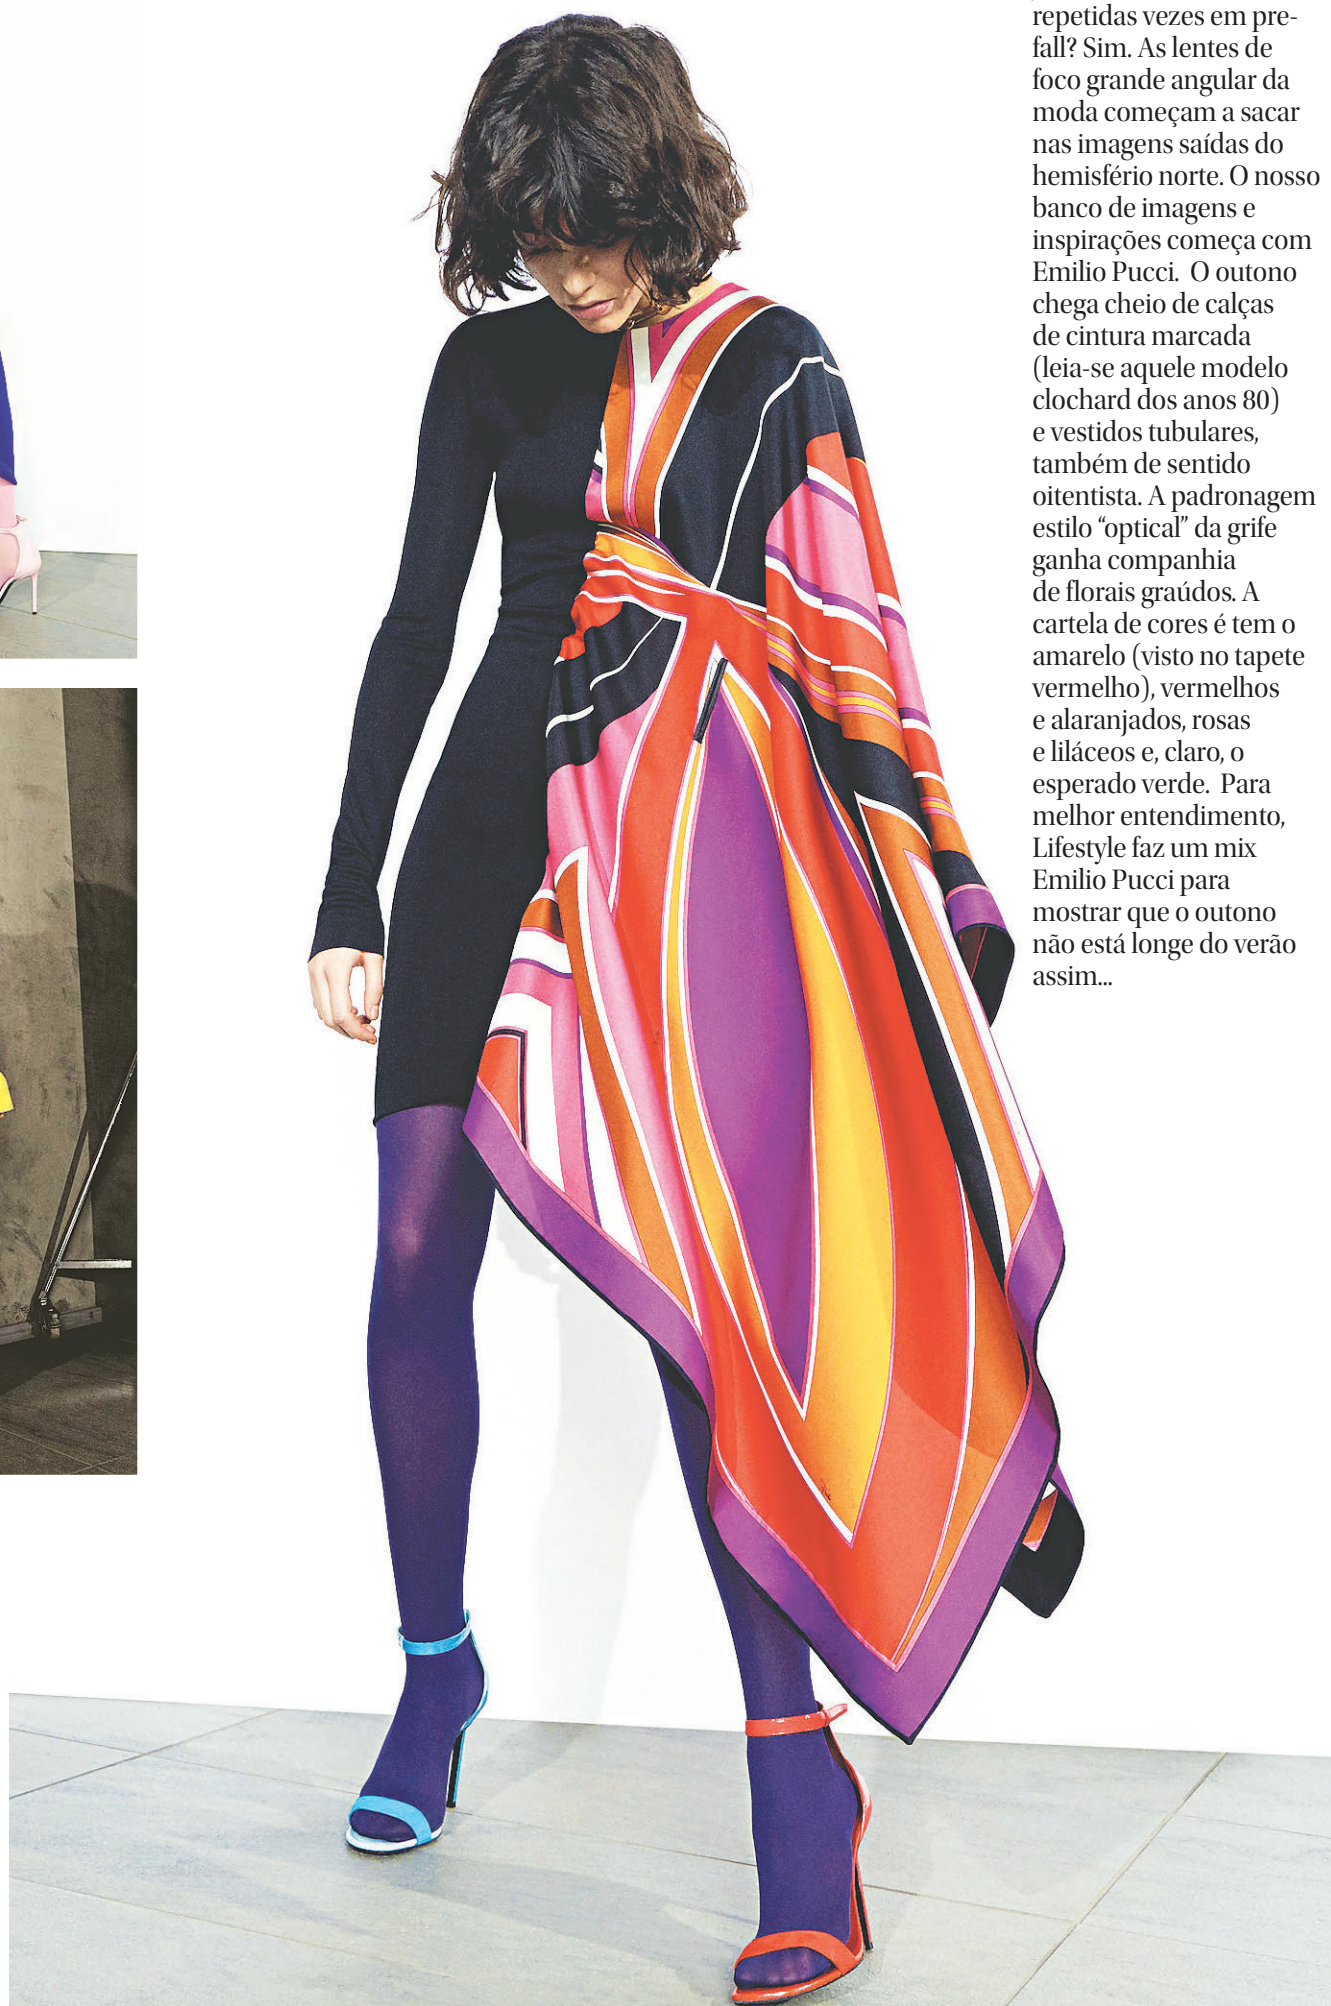 repetidas vezes em pre-
fall? Sim. As lentes de
foco grande angular da
moda começam a sacar
nas imagens saídas do
hemisfério norte. O nosso
banco de imagens e
inspirações começa com
Emilio Pucci.  O outono
chega cheio de calças
de cintura marcada
(leia-se aquele modelo
clochard dos anos 80)
e vestidos tubulares,
também de sentido
oitentista. A padronagem
estilo “optical” da grife
ganha companhia
de florais graúdos. A
cartela de cores é tem o
amarelo (visto no tapete
vermelho), vermelhos
e alaranjados, rosas
e liláceos e, claro, o
esperado verde.  Para
melhor entendimento,
Lifestyle faz um mix
Emilio Pucci para
mostrar que o outono
não está longe do verão
assim...